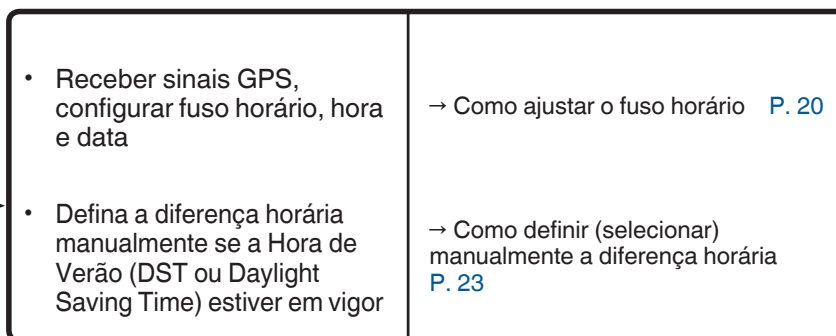 • Receber sinais GPS,
configurar fuso horário, hora
e data
→ Como ajustar o fuso horário P. 20
• Defina a diferença horária
manualmente se a Hora de
Verão (DST ou Daylight
Saving Time) estiver em vigor
→ Como definir (selecionar)
manualmente a diferença horária
P. 23